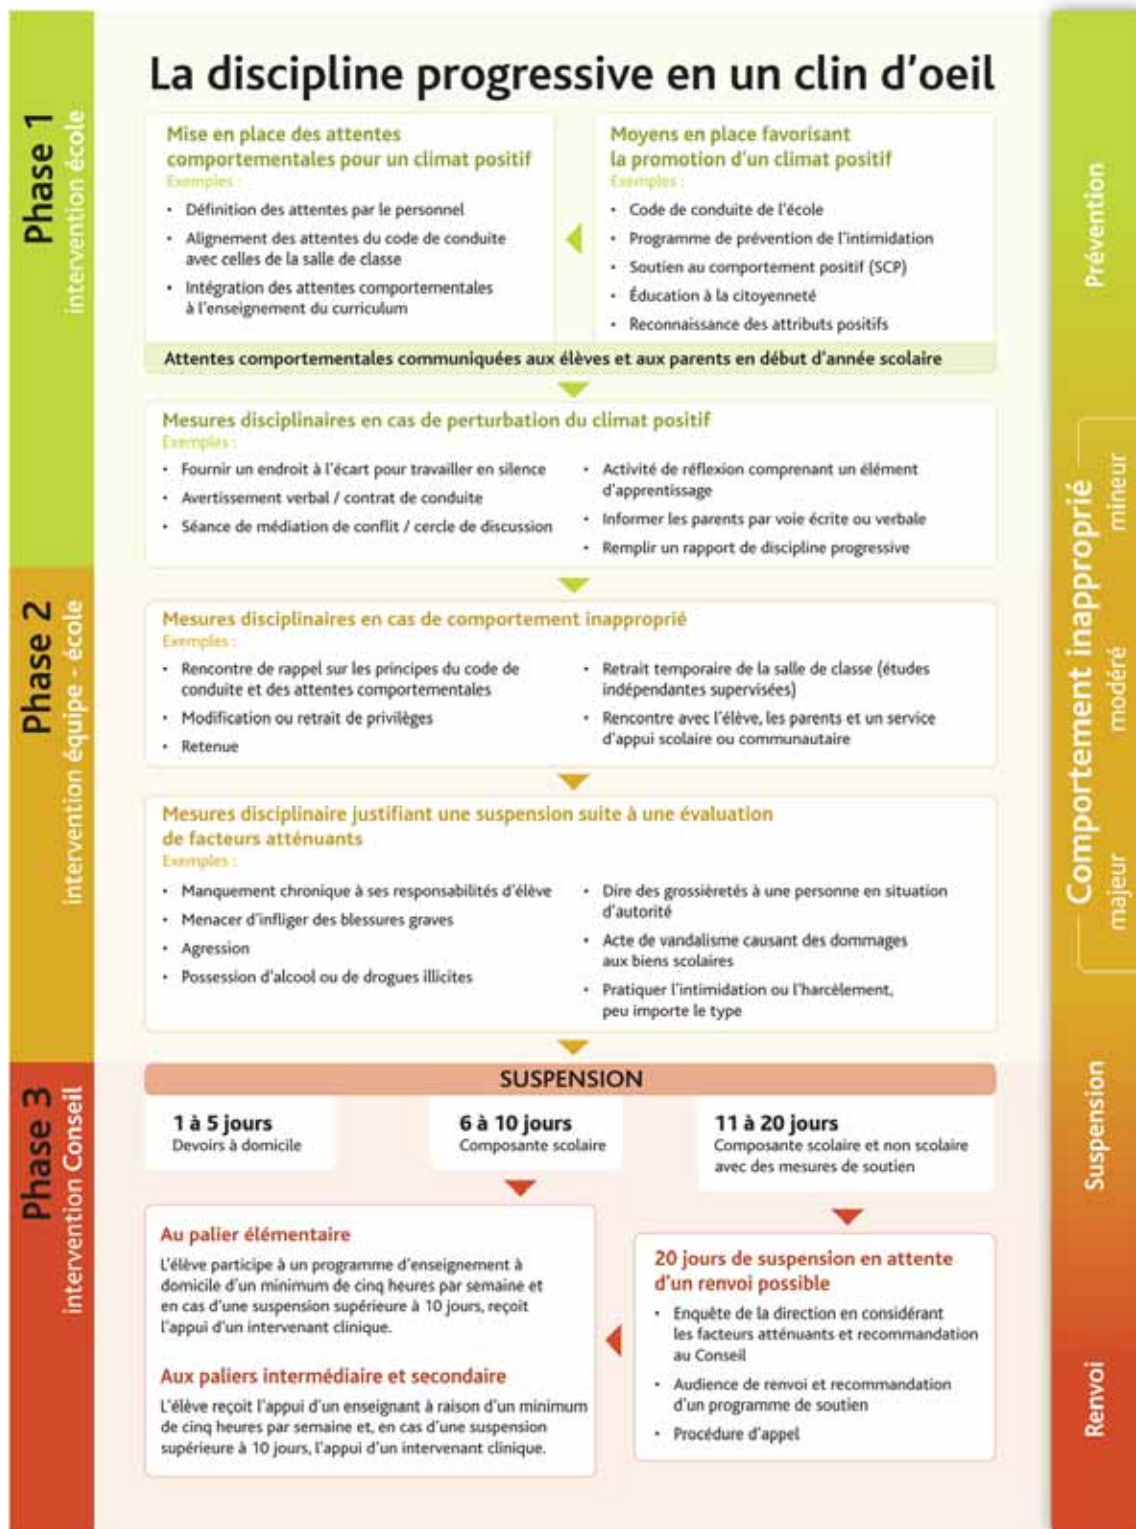 La discipline progressive en un clin d'oeil
Phase 1
intervention école
Mise en place des attentes
comportementales pour un climat positif
Exemples :
• Définition des attentes par le personnel
• Alignement des attentes du code de conduite
avec celles de la salle de classe
• Intégration des attentes comportementales
à l'enseignement du curriculum
Moyens en place favorisant
la promotion d'un climat positif
Exemples :
• Code de conduite de l'école
• Programme de prévention de l'intimidation
• Soutien au comportement positif (SCP)
• Éducation à la citoyenneté
• Reconnaissance des attributs positifs
Attentes comportementales communiquées aux élèves et aux parents en début d'année scolaire
Mesures disciplinaires en cas de perturbation du climat positif
Exemples :
• Fournir un endroit à l'écart pour travailler en silence
• Avertissement verbal / contrat de conduite
• Séance de médiation de conflit / cercle de discussion
• Activité de réflexion comprenant un élément
d'apprentissage
• Informer les parents par voie écrite ou verbale
• Remplir un rapport de discipline progressive
Phase 2
intervention équipe - école
Mesures disciplinaires en cas de comportement inapproprié
Exemples :
• Rencontre de rappel sur les principes du code de
conduite et des attentes comportementales
• Modification ou retrait de privilèges
• Retenue
• Retrait temporaire de la salle de classe (études
indépendantes supervisées)
• Rencontre avec l'élève, les parents et un service
d'appui scolaire ou communautaire
Mesures disciplinaire justifiant une suspension suite à une évaluation
de facteurs atténuants
Exemples :
• Manquement chronique à ses responsabilités d'élève
• Menacer d'infliger des blessures graves
• Agression
• Possession d'alcool ou de drogues illicites
• Dire des grossièretés à une personne en situation
d'autorité
• Acte de vandalisme causant des dommages
aux biens scolaires
• Pratiquer l'intimidation ou l'harcèlement,
peu importe le type
Phase 3
intervention Conseil
SUSPENSION
1 à 5 jours
Devoirs à domicile
6 à 10 jours
Composante scolaire
11 à 20 jours
Composante scolaire et non scolaire
avec des mesures de soutien
Au palier élémentaire
L'élève participe à un programme d'enseignement à
domicile d'un minimum de cinq heures par semaine et
en cas d'une suspension supérieure à 10 jours, reçoit
l'appui d'un intervenant clinique.
Aux paliers intermédiaire et secondaire
L'élève reçoit l'appui d'un enseignant à raison d'un minimum
de cinq heures par semaine et, en cas d'une suspension
supérieure à 10 jours, l'appui d'un intervenant clinique.
20 jours de suspension en attente
d'un renvoi possible
• Enquête de la direction en considérant
les facteurs atténuants et recommandation
au Conseil
• Audience de renvoi et recommandation
d'un programme de soutien
• Procédure d'appel
Prévention
Comportement inapproprié
mineur
modéré
majeur
Suspension
Renvoi